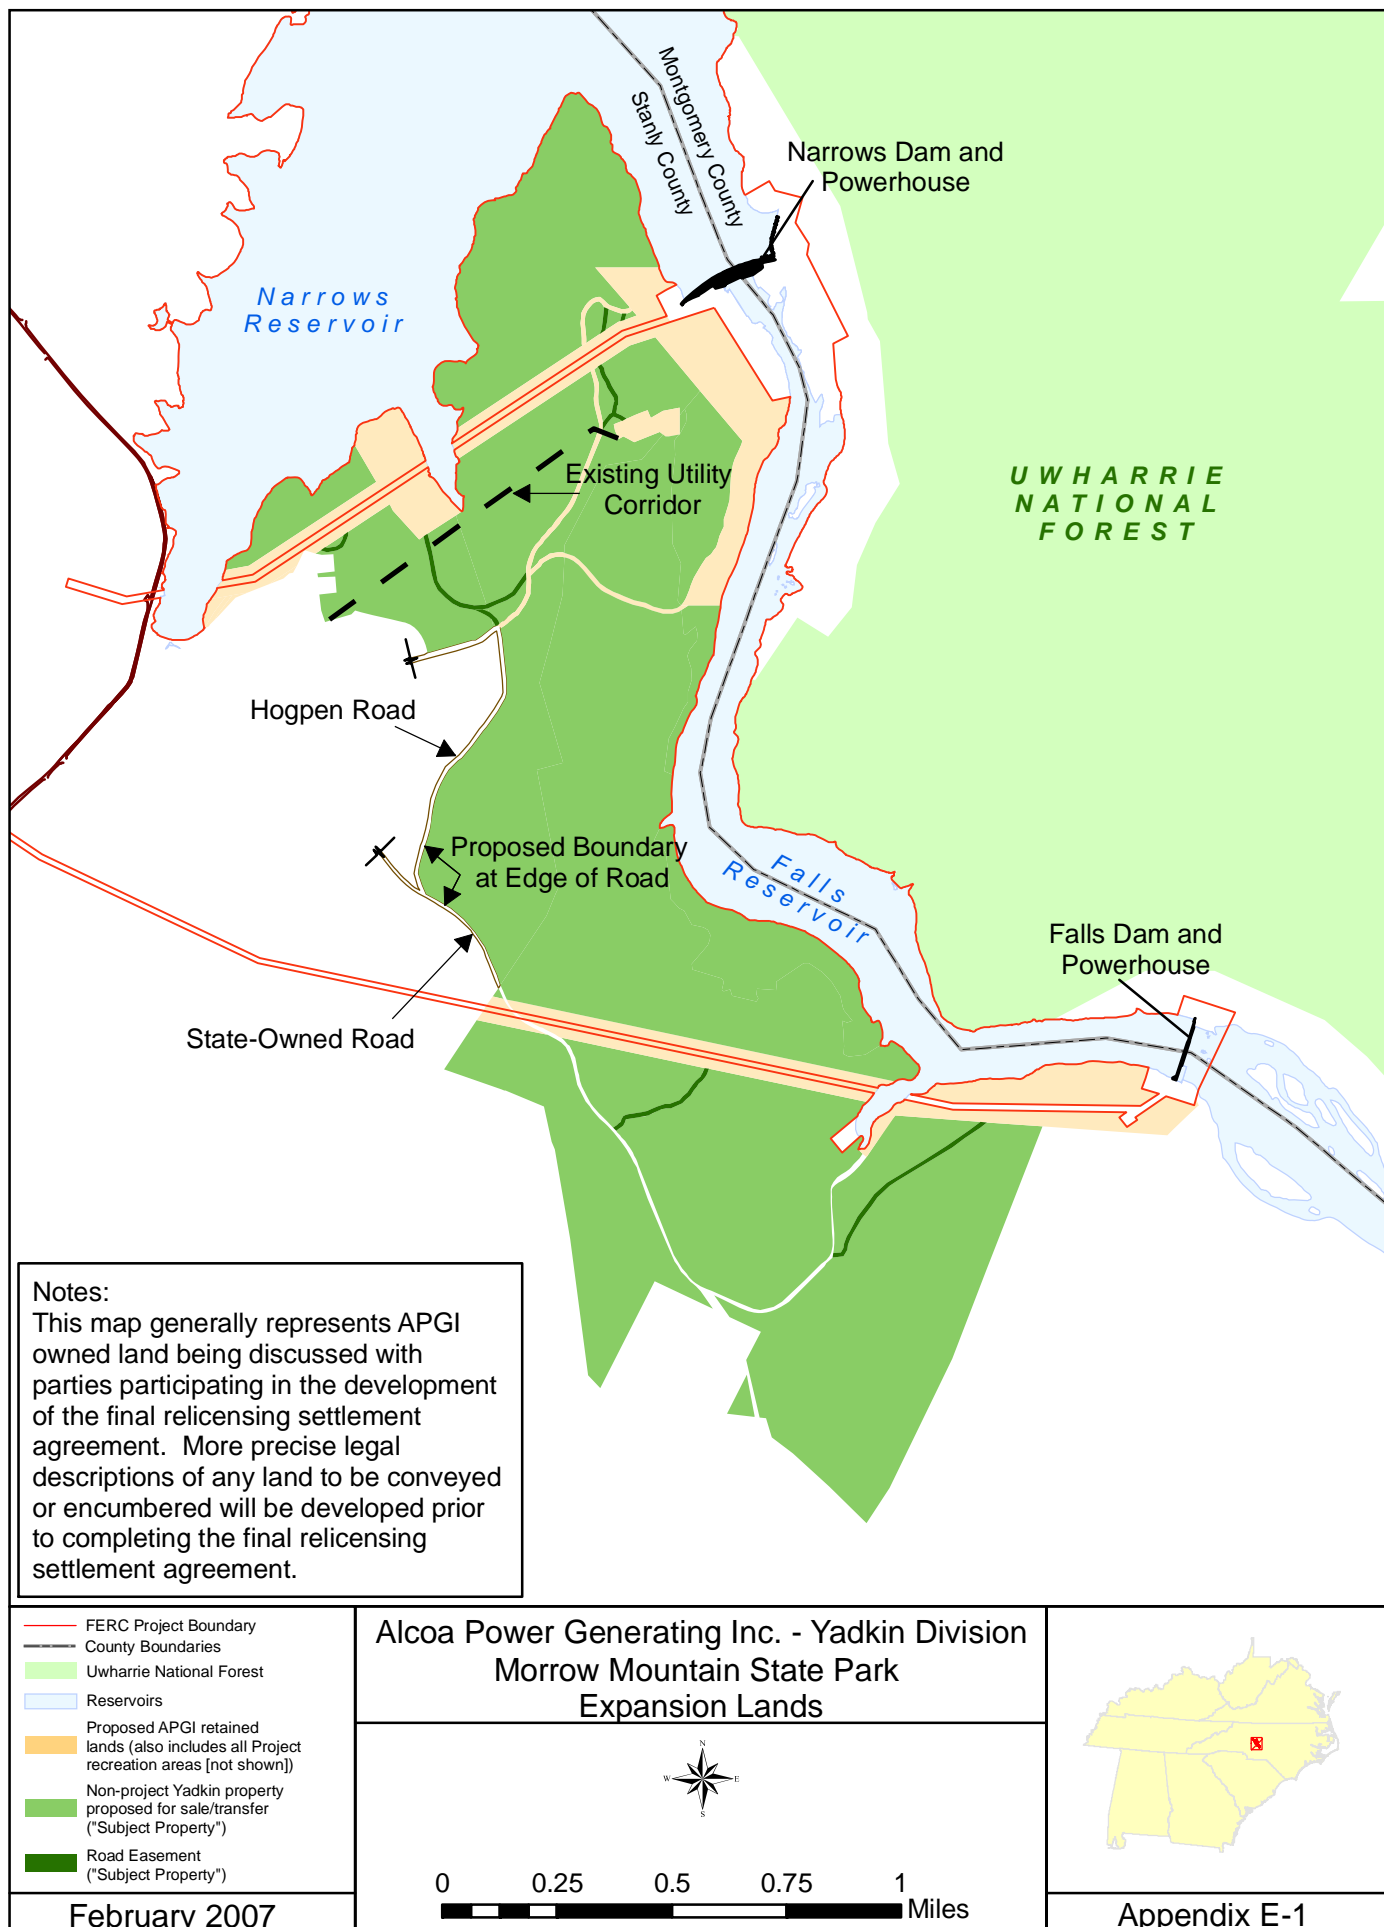 Montgomery County
Stanly County
Narrows Dam and
Powerhouse
Narrows
Reservoir
Existing Utility
Corridor
UWHARRIE
NATIONAL
FOREST
Hogpen Road
Proposed Boundary
at Edge of Road
Falls
Reservoir
Falls Dam and
Powerhouse
State-Owned Road
Notes:
This map generally represents APGI
owned land being discussed with
parties participating in the development
of the final relicensing settlement
agreement.  More precise legal
descriptions of any land to be conveyed
or encumbered will be developed prior
to completing the final relicensing
settlement agreement.
FERC Project Boundary
County Boundaries
Uwharrie National Forest
Reservoirs
Proposed APGI retained
lands (also includes all Project
recreation areas [not shown])
Non-project Yadkin property
proposed for sale/transfer
("Subject Property")
Road Easement
("Subject Property")
February 2007
Alcoa Power Generating Inc. - Yadkin Division
Morrow Mountain State Park
Expansion Lands
N
W E
S
0 0.25 0.5 0.75 1
Miles
Appendix E-1